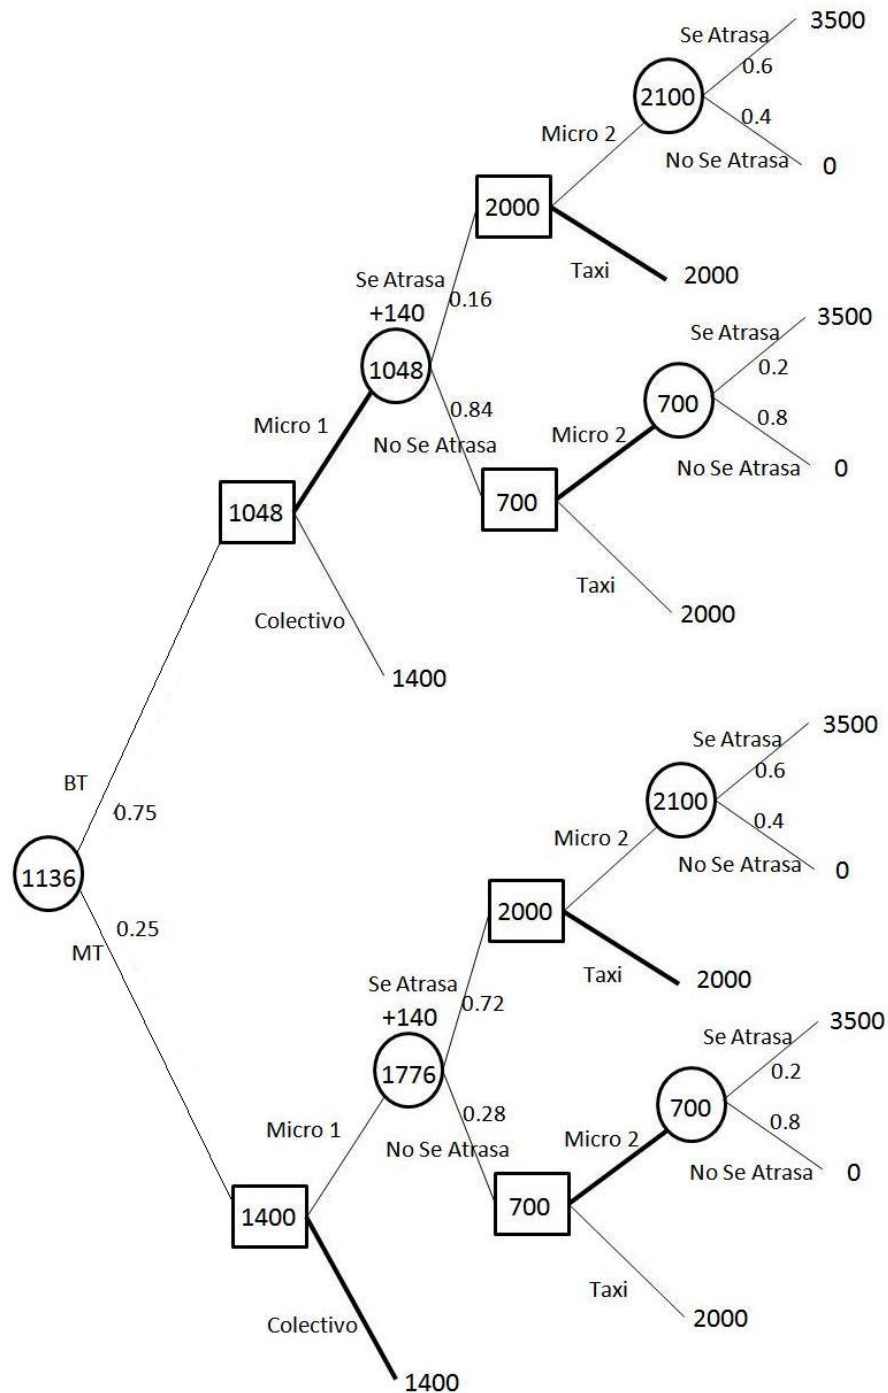 3500
Se Atrasa
0.6
2100
0.4
Micro 2
No Se Atrasa
0
2000
Taxi
2000
Se Atrasa
0.16
+140
1048
3500
Se Atrasa
0.2
700
0.84
0.8
Micro 1
Micro 2
No Se Atrasa
No Se Atrasa
0
1048
700
Taxi
2000
Colectivo
1400
3500
Se Atrasa
0.6
BT
2100
0.75
0.4
Micro 2
No Se Atrasa
0
1136
2000
0.25
MT
Taxi
2000
Se Atrasa
0.72
+140
3500
Se Atrasa
1776
0.2
700
0.28
0.8
Micro 1
Micro 2
No Se Atrasa
No Se Atrasa
0
1400
700
Taxi
2000
Colectivo
1400